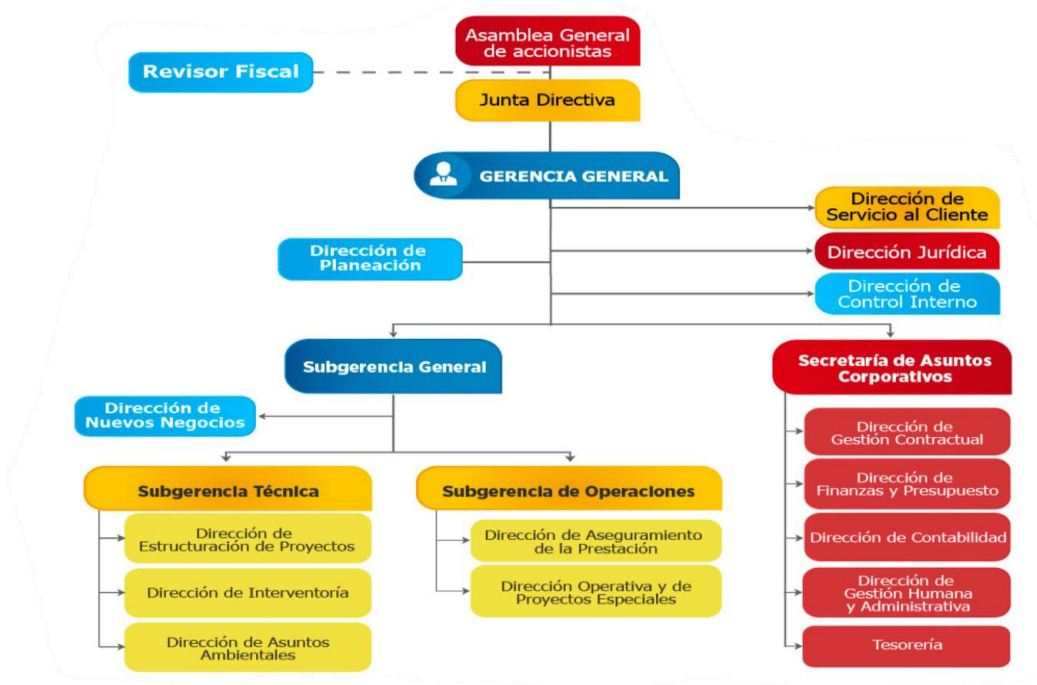 Asamblea General
de accionistas
Revisor Fiscal
Junta Directiva
GERENCIA GENERAL
Dirección de
Servicio al Cliente
Dirección de
Planeación
Dirección Jurídica
Dirección de
Control Interno
Subgerencia General
Secretaría de Asuntos
Corporativos
Dirección de
Nuevos Negocios
Subgerencia Técnica
Dirección de
Estructuración de Proyectos
Dirección de Interventoría
Dirección de Asuntos
Ambientales
Subgerencia de Operaciones
Dirección de Aseguramiento
de la Prestación
Dirección Operativa y de
Proyectos Especiales
Dirección de
Gestión Contractual
Dirección de
Finanzas y Presupuesto
Dirección de Contabilidad
Dirección de
Gestión Humana
y Administrativa
Tesorería